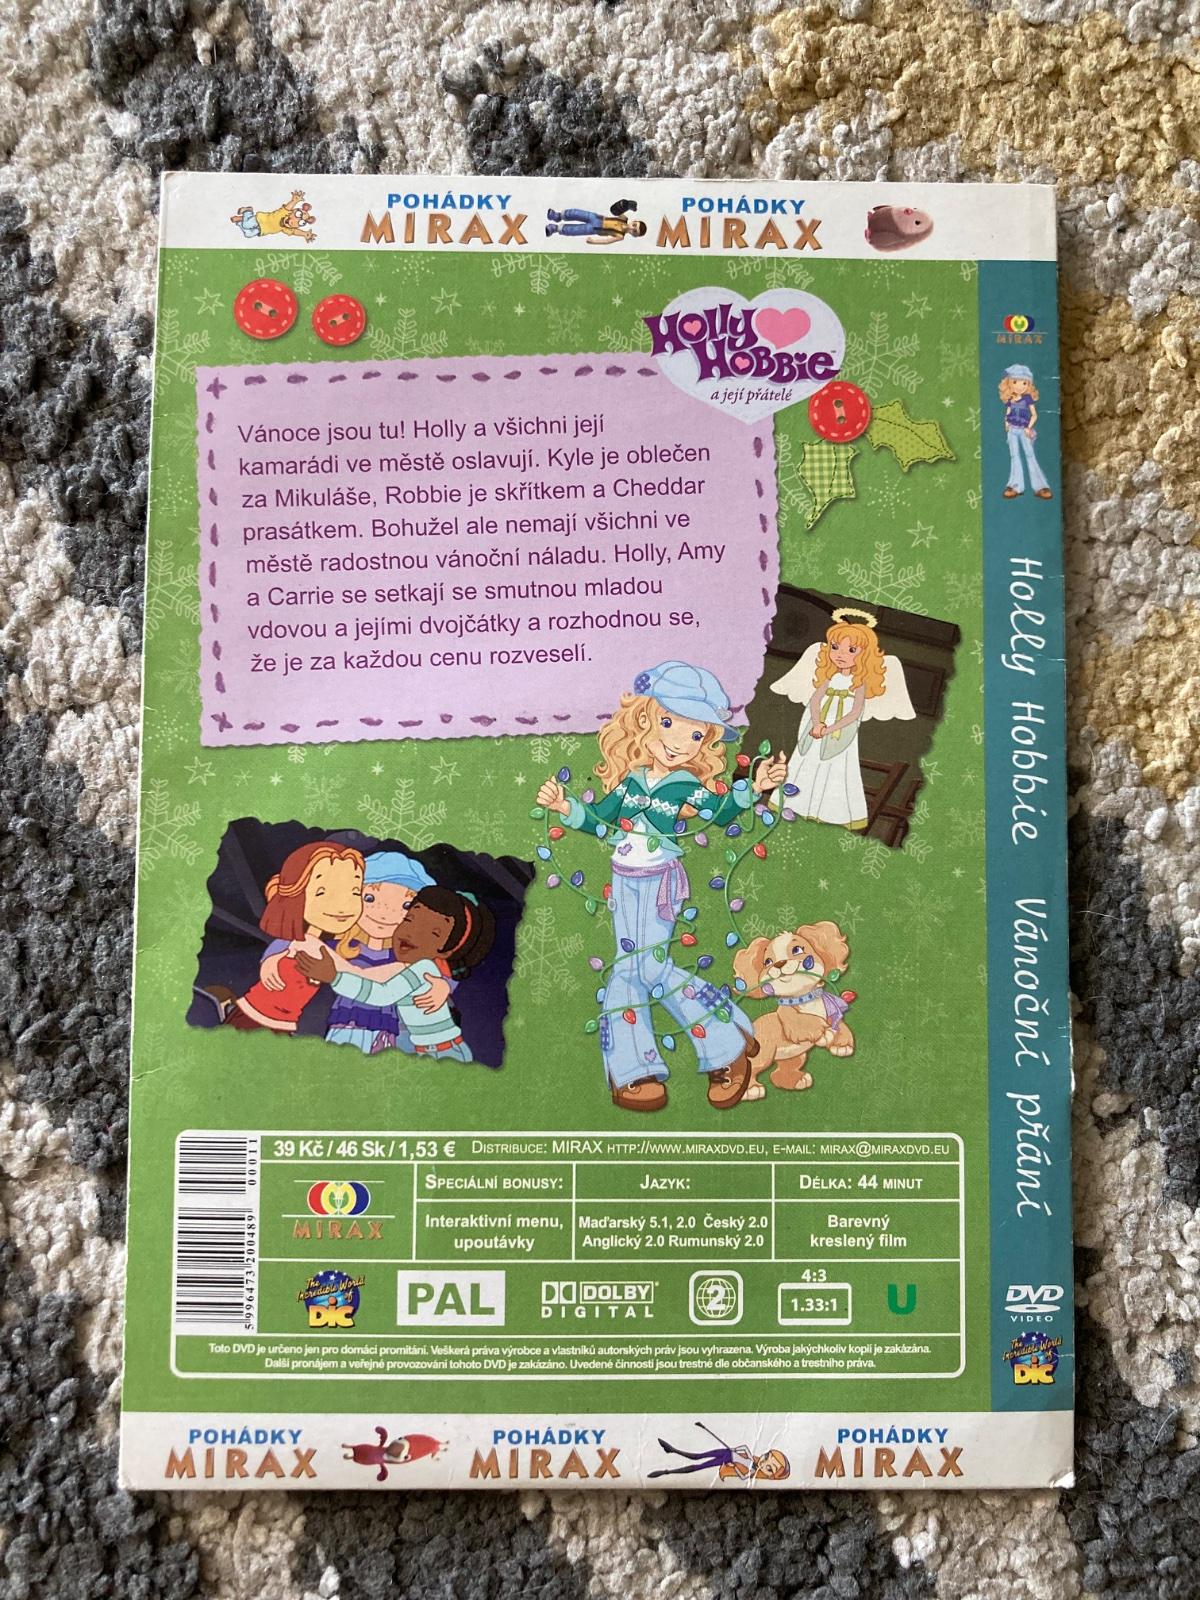 POHÁDKY
MIRAX
POHÁDKY
MIRAX
Holly
Hobbie
a její přátelé
Vánoce jsou tu! Holly a všichni její
kamarádi ve městě oslavují. Kyle je oblečen
za Mikuláše, Robbie je skřítkem a Cheddar
prasátkem. Bohužel ale nemají všichni ve
městě radostnou vánoční náladu. Holly, Amy
a Carrie se setkají se smutnou mladou
vdovou a jejími dvojčátky a rozhodnou se,
že je za každou cenu rozveselí.
39 Kč / 46 Sk / 1,53 € DISTRIBUCE: MIRAX HTTP://WWW.MIRAXDVD.EU, E-MAIL: MIRAX@MIRAXDVD.EU
MIRAX
SPECIÁLNÍ BONUSY:
Interaktivní menu,
upoutávky
JAZYK:
Maďarský 5.1, 2.0 Český 2.0
Anglický 2.0 Rumunský 2.0
DÉLKA: 44 MINUT
Barevný
kreslený film
00011
5 996473 200489
The
Incredible World
of
DIC
PAL
DOLBY
DIGITAL
2
4:3
1.33:1
U
Toto DVD je určeno jen pro domácí promítání. Veškerá práva výrobce a vlastníků autorských práv jsou vyhrazena. Výroba jakýchkoliv kopií je zakázána.
Další pronájem a veřejné provozování tohoto DVD je zakázáno. Uvedené činnosti jsou trestné dle občanského a trestního práva.
POHÁDKY
MIRAX
POHÁDKY
MIRAX
POHÁDKY
MIRAX
MIRAX
Holly Hobbie Vánoční přání
DVD
VIDEO
The
Incredible World
of
DIC